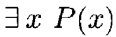 ∃ x P(x)